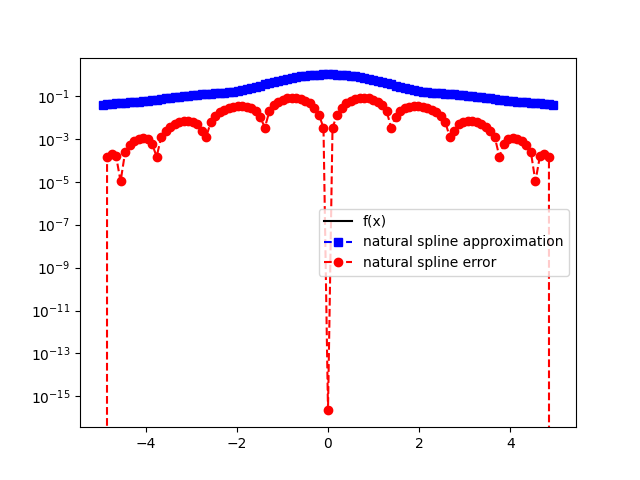 10⁻¹
10⁻³
10⁻⁵
10⁻⁷
10⁻⁹
10⁻¹¹
10⁻¹³
10⁻¹⁵
f(x)
natural spline approximation
natural spline error
−4 −2 0 2 4